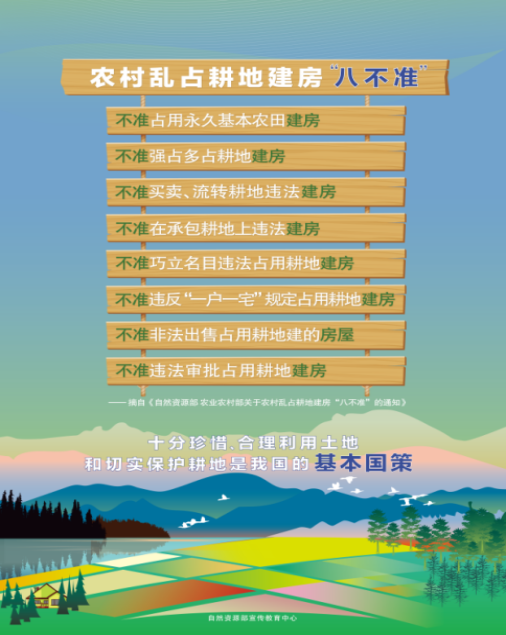 农村乱占耕地建房“八不准”
不准占用永久基本农田建房
不准强占多占耕地建房
不准买卖、流转耕地违法建房
不准在承包耕地上违法建房
不准巧立名目违法占用耕地建房
不准违反“一户一宅”规定占用耕地建房
不准非法出售占用耕地建的房屋
不准违法审批占用耕地建房
——摘自《自然资源部 农业农村部关于农村乱占耕地建房“八不准”的通知》
十分珍惜、合理利用土地
和切实保护耕地是我国的基本国策
自然资源部宣传教育中心